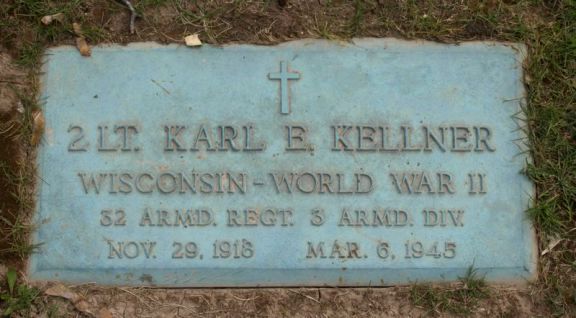 2 LT. KARL E. KELLNER
WISCONSIN - WORLD WAR II
32 ARMD. REGT. 3 ARMD. DIV.
NOV. 29, 1918 MAR. 6, 1945